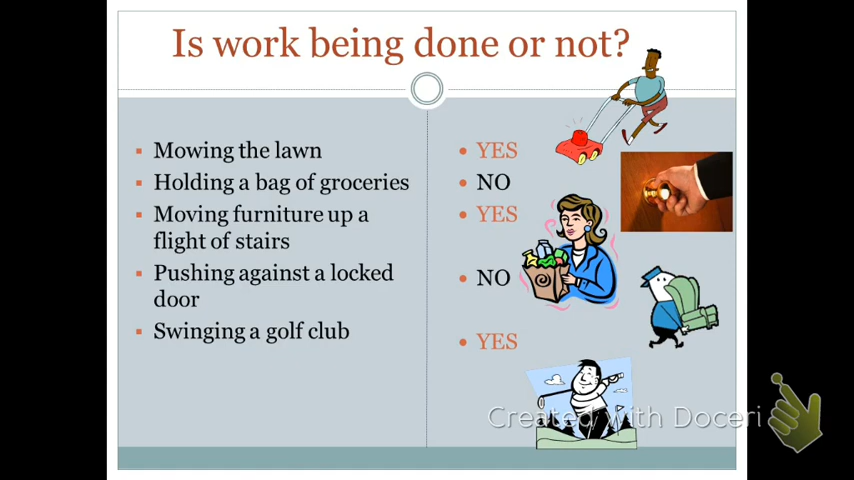 Is work being done or not?
▪ Mowing the lawn
▪ Holding a bag of groceries
▪ Moving furniture up a
flight of stairs
▪ Pushing against a locked
door
▪ Swinging a golf club
• YES
• NO
• YES
• NO
• YES
Created with Doceri